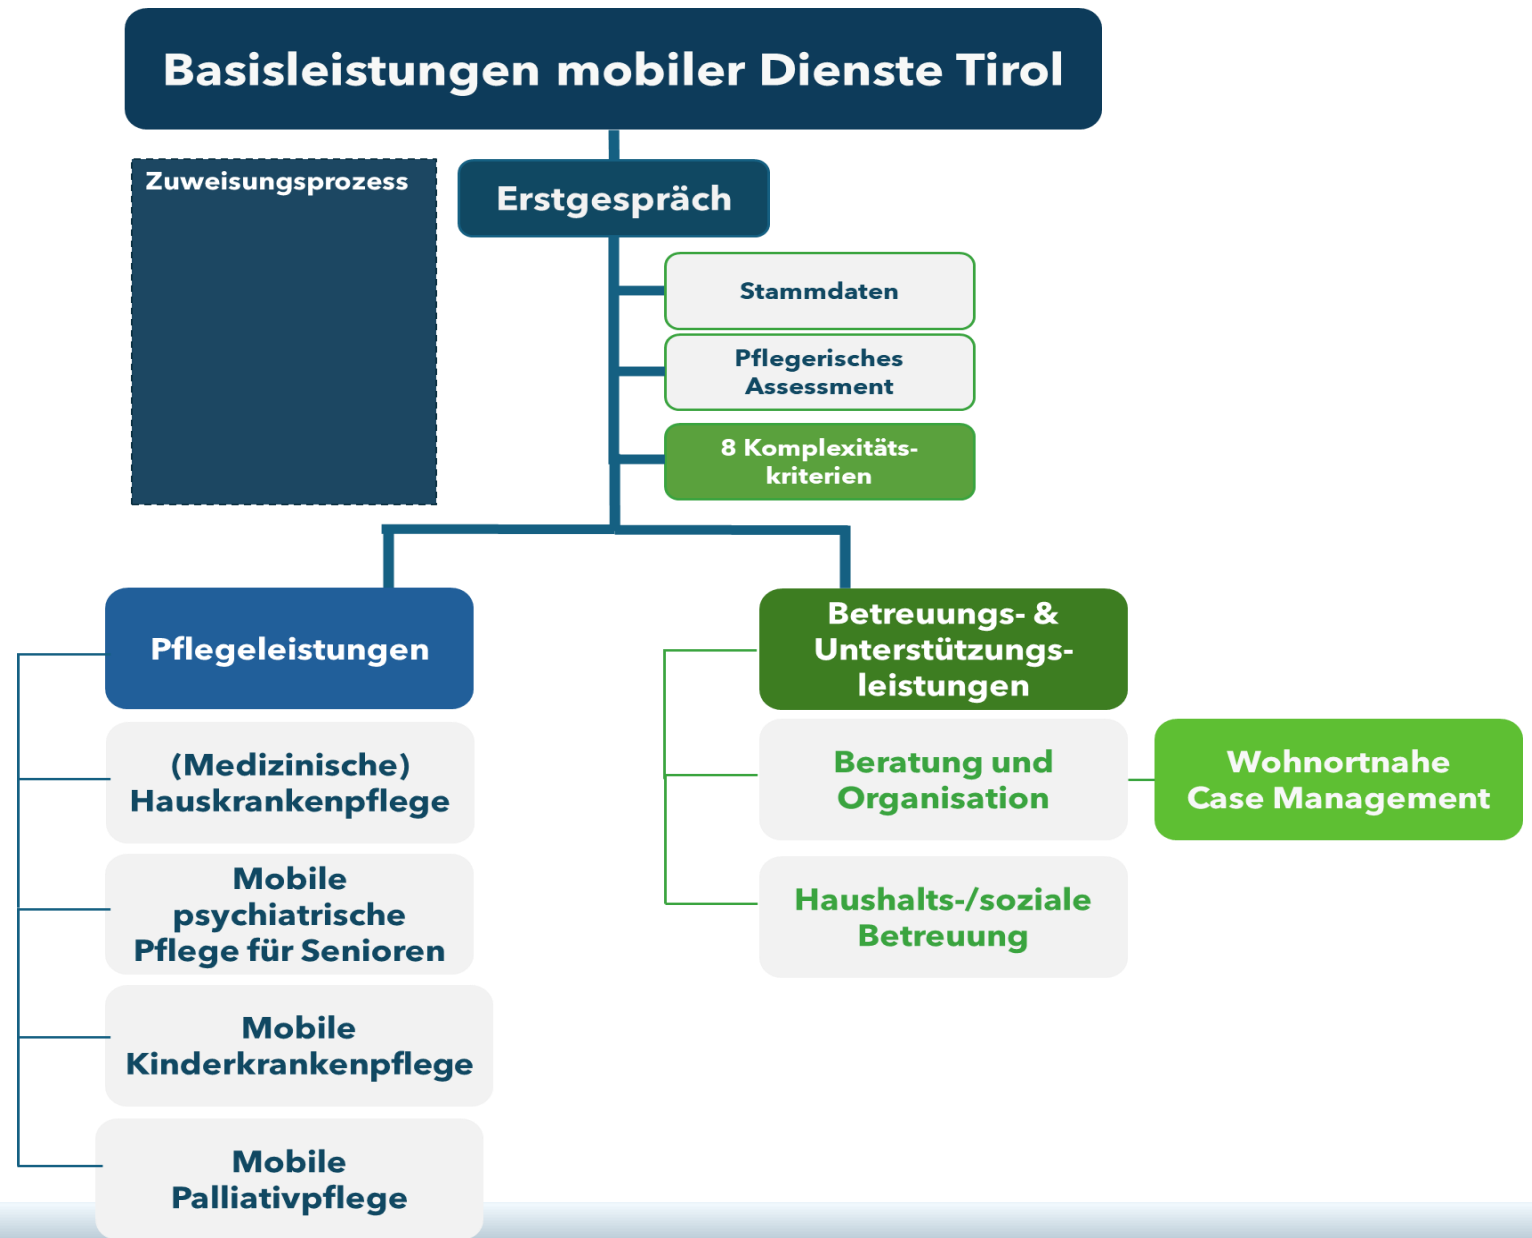 Basisleistungen mobiler Dienste Tirol
Zuweisungsprozess
Erstgespräch
Stammdaten
Pflegerisches
Assessment
8 Komplexitäts-
kriterien
Pflegeleistungen
(Medizinische)
Hauskrankenpflege
Mobile
psychiatrische
Pflege für Senioren
Mobile
Kinderkrankenpflege
Mobile
Palliativpflege
Betreuungs- &
Unterstützungs-
leistungen
Beratung und
Organisation
Wohnortnahe
Case Management
Haushalts-/soziale
Betreuung